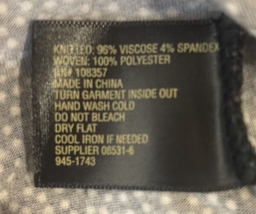 KNITTED: 96% VISCOSE 4% SPANDEX
WOVEN: 100% POLYESTER
RN# 108357
MADE IN CHINA
TURN GARMENT INSIDE OUT
HAND WASH COLD
DO NOT BLEACH
DRY FLAT
COOL IRON IF NEEDED
SUPPLIER 08531-6
945-1743